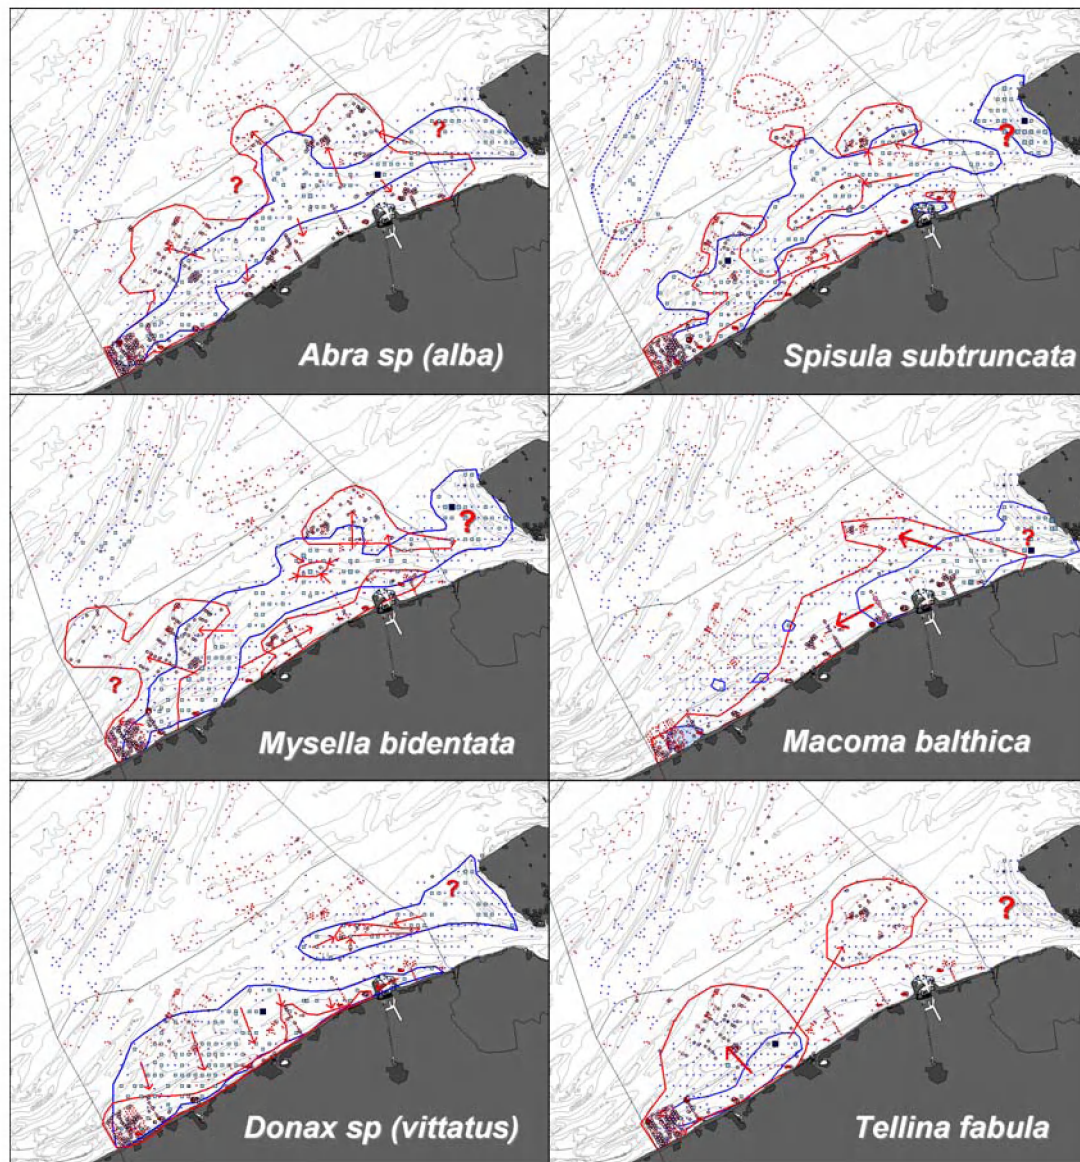 ?
?
Abra sp (alba)
?
Spisula subtruncata
?
?
Mysella bidentata
?
Macoma balthica
?
Donax sp (vittatus)
?
Tellina fabula